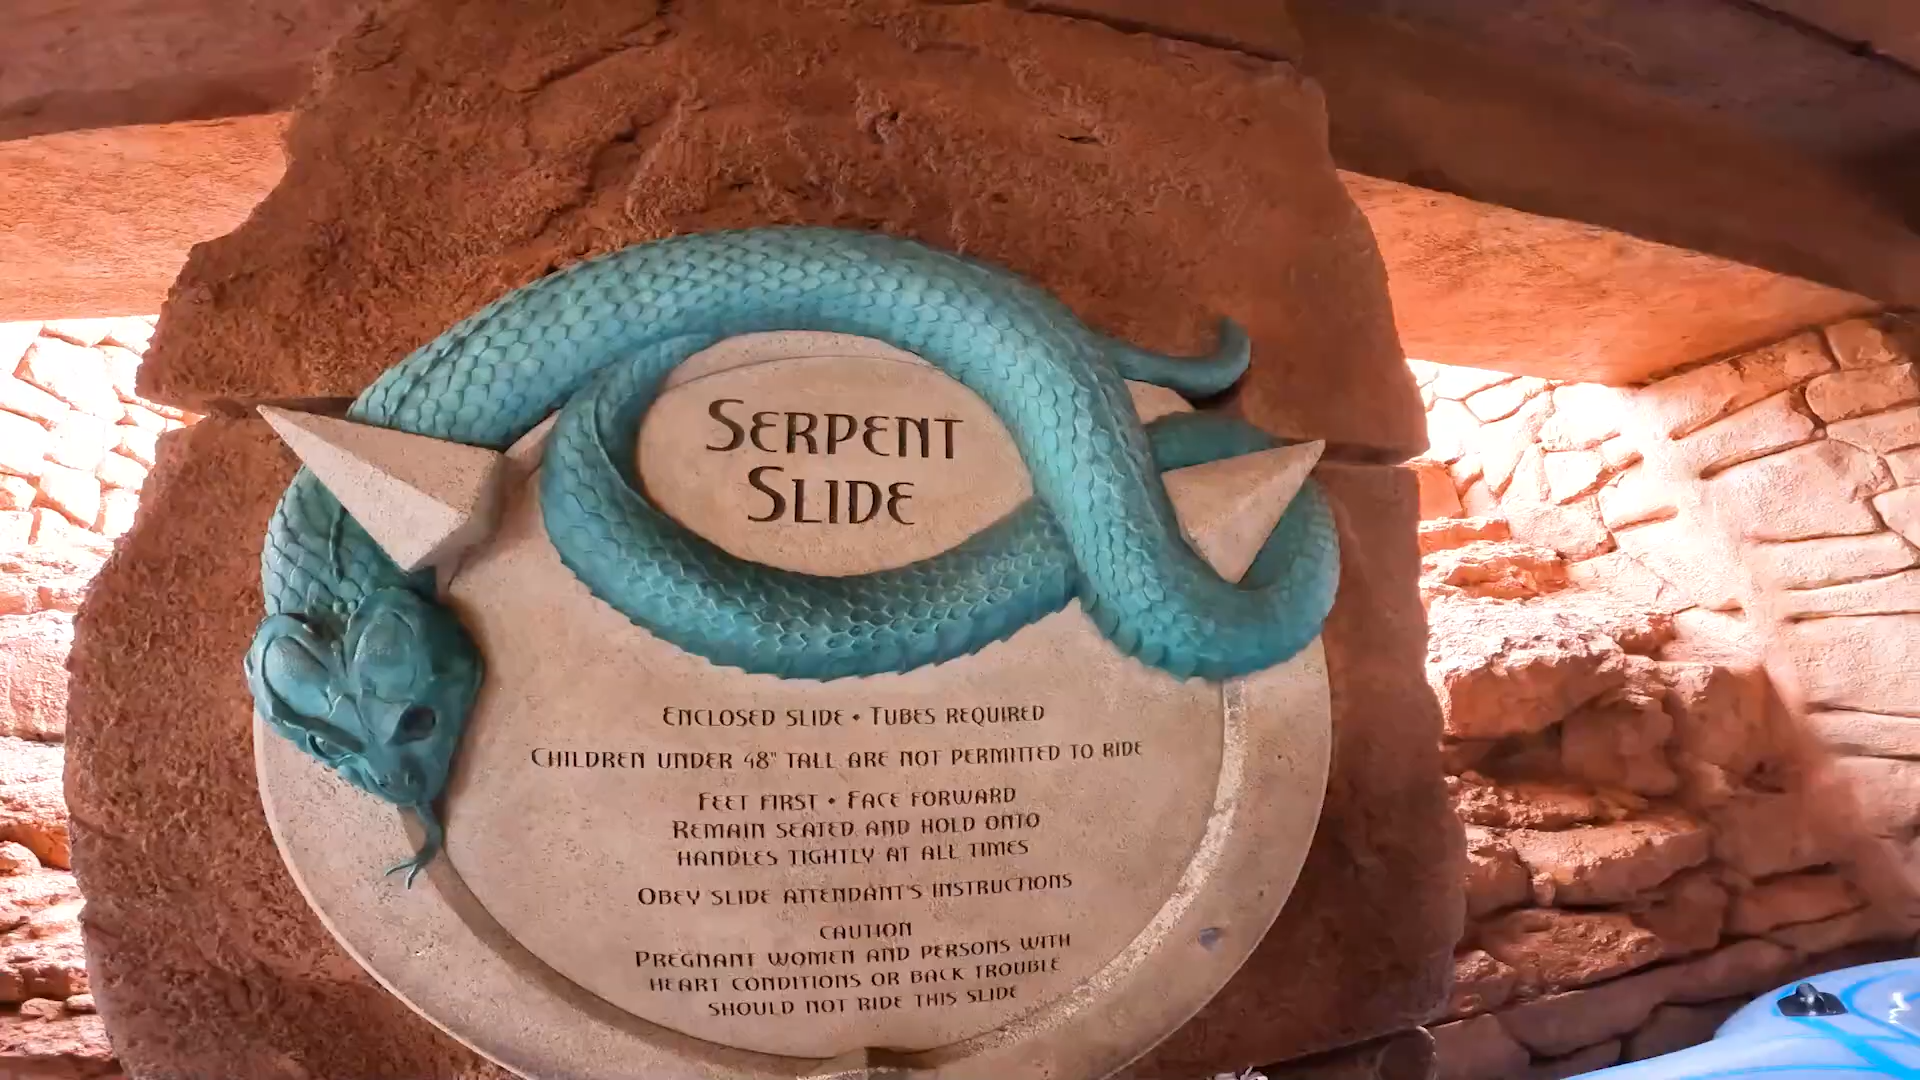 SERPENT
SLIDE
ENCLOSED SLIDE • TUBES REQUIRED
CHILDREN UNDER 48" TALL ARE NOT PERMITTED TO RIDE
FEET FIRST • FACE FORWARD
REMAIN SEATED AND HOLD ONTO
HANDLES TIGHTLY AT ALL TIMES
OBEY SLIDE ATTENDANT'S INSTRUCTIONS
CAUTION
PREGNANT WOMEN AND PERSONS WITH
HEART CONDITIONS OR BACK TROUBLE
SHOULD NOT RIDE THIS SLIDE